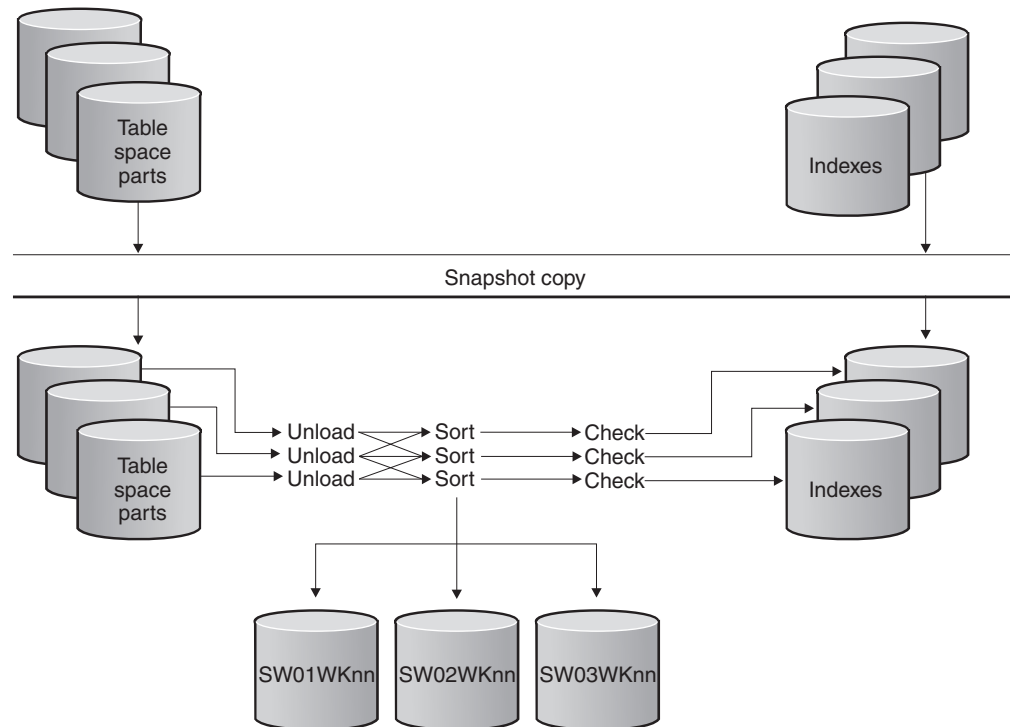 Table
space
parts
Indexes
Snapshot copy
Unload Sort Check
Unload Sort Check
Unload Sort Check
Table
space
parts
Indexes
SW01WKnn SW02WKnn SW03WKnn